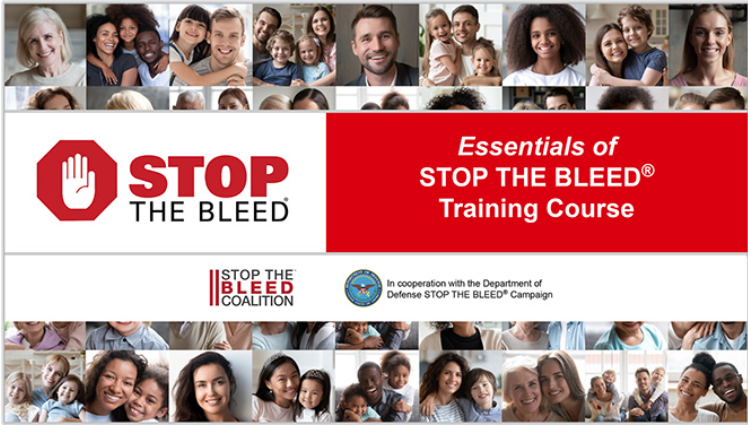 STOP
THE BLEED®
Essentials of
STOP THE BLEED®
Training Course
STOP THE
BLEED
COALITION
In cooperation with the Department of
Defense STOP THE BLEED® Campaign